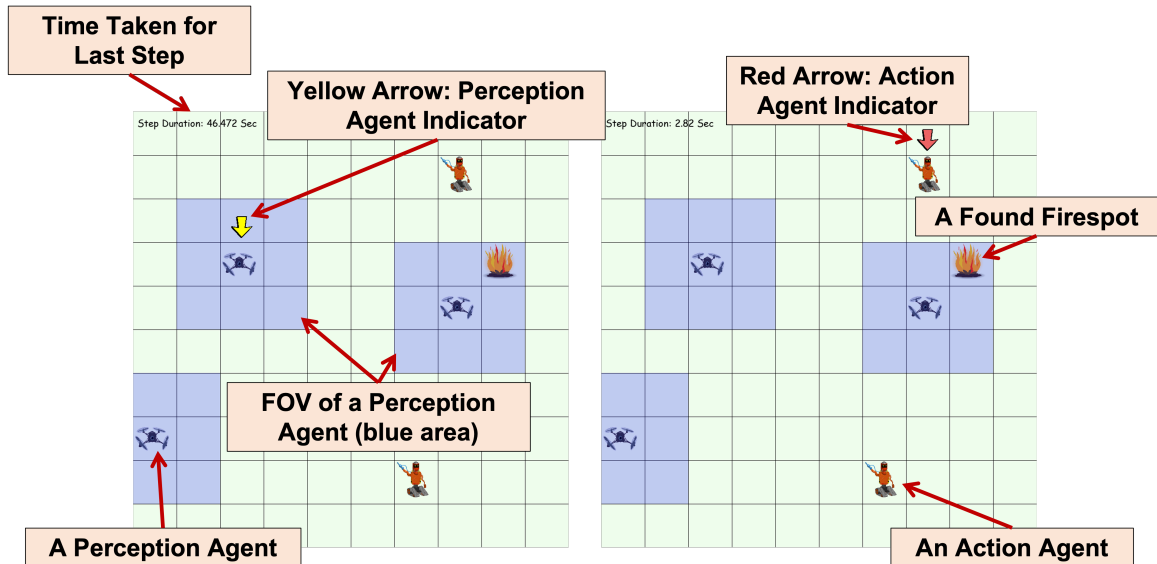 Time Taken for
Last Step
Yellow Arrow: Perception
Agent Indicator
Red Arrow: Action
Agent Indicator
Step Duration: 46.472 Sec
Step Duration: 2.82 Sec
A Found Firespot
FOV of a Perception
Agent (blue area)
A Perception Agent
An Action Agent